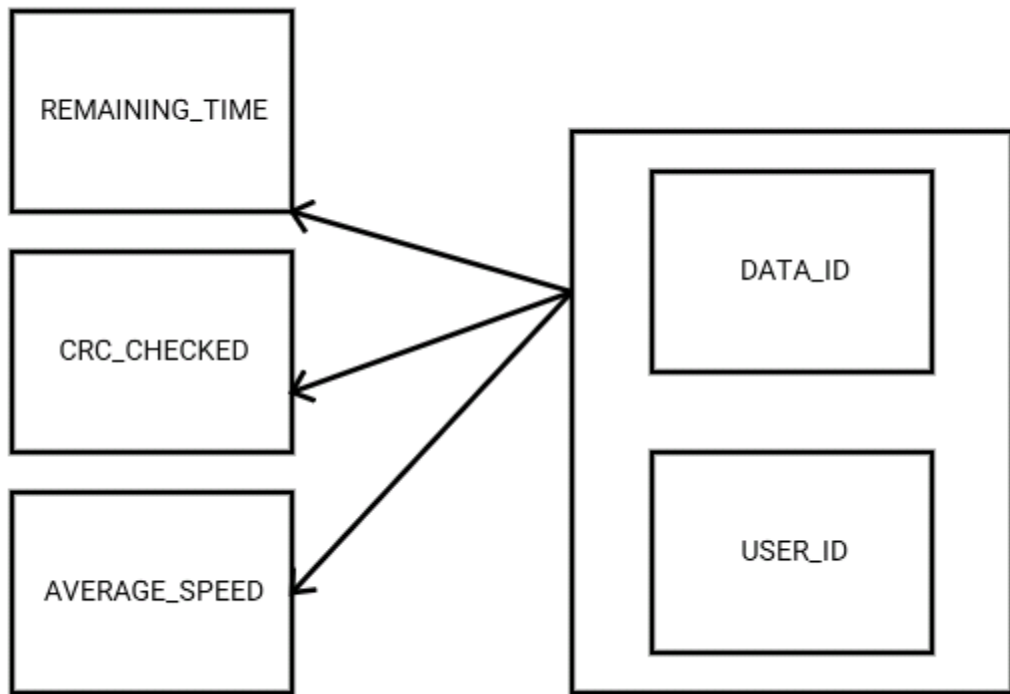 REMAINING_TIME
CRC_CHECKED
AVERAGE_SPEED
DATA_ID
USER_ID